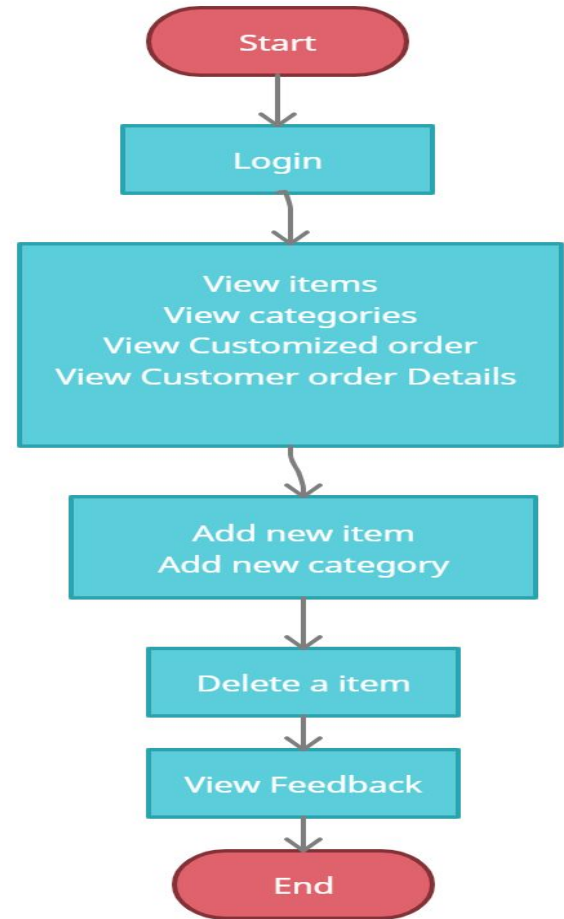 Start
Login
View items
View categories
View Customized order
View Customer order Details
Add new item
Add new category
Delete a item
View Feedback
End